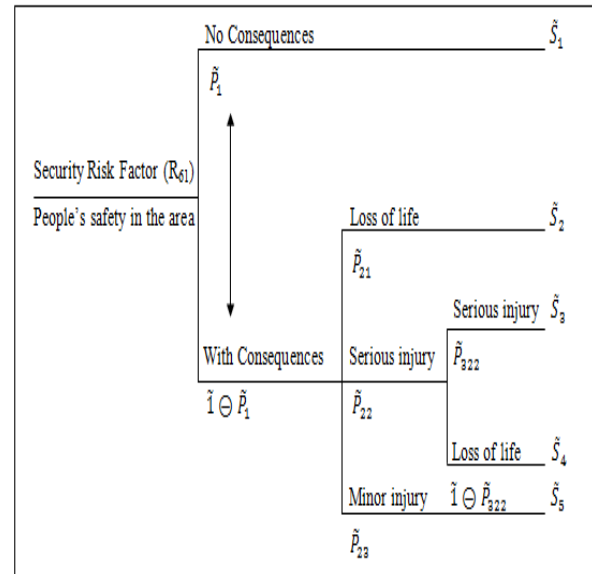 No Consequences S̃₁
P̃₁
Security Risk Factor (R₆₁)
People's safety in the area
Loss of life S̃₂
P̃₂₁
Serious injury S̃₃
P̃₃₂₂
With Consequences Serious injury
1̃ ⊖ P̃₁ P̃₂₂
Loss of life S̃₄
Minor injury 1̃ ⊖ P̃₃₂₂ S̃₅
P̃₂₃